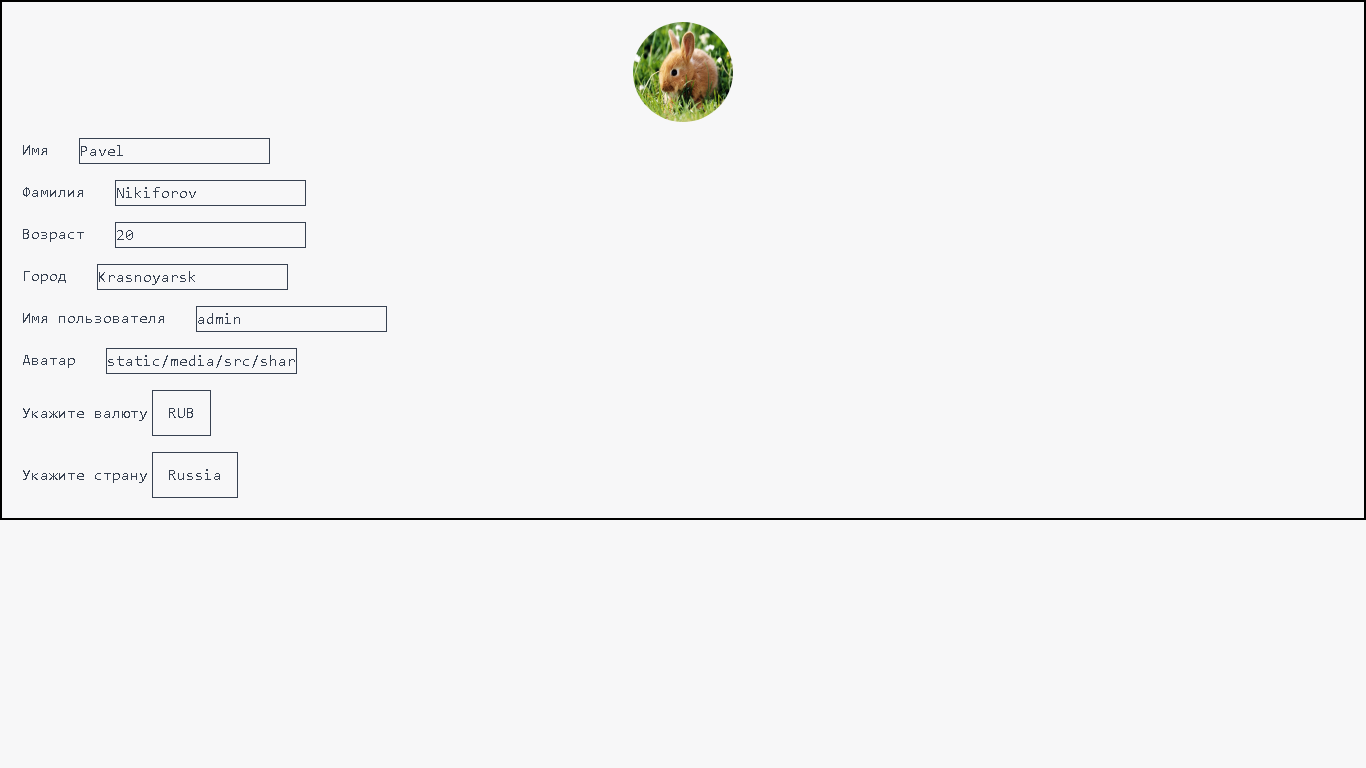 Имя Pavel
Фамилия Nikiforov
Возраст 20
Город Krasnoyarsk
Имя пользователя admin
Аватар static/media/src/shar
Укажите валюту RUB
Укажите страну Russia